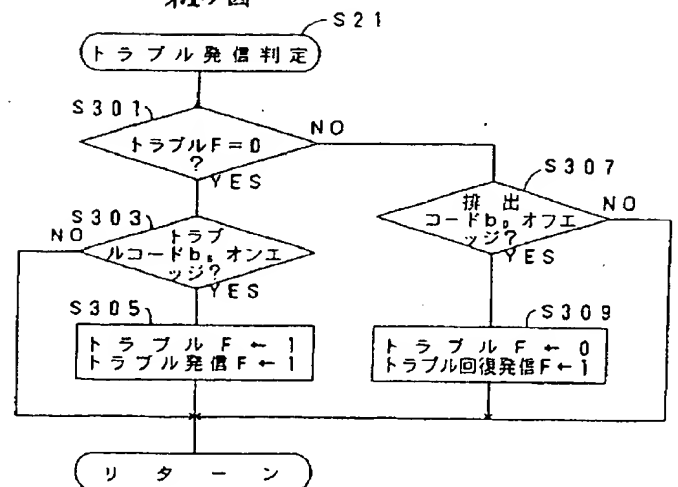 S21
トラブル発信判定
S301
トラブルF=0
?
NO
YES
S303
トラブ
ルコードb₈オンエ
ッジ?
NO
YES
S305
トラブルF←1
トラブル発信F←1
S307
排出
コードb₀オフエ
ッジ?
NO
YES
S309
トラブルF←0
トラブル回復発信F←1
リターン